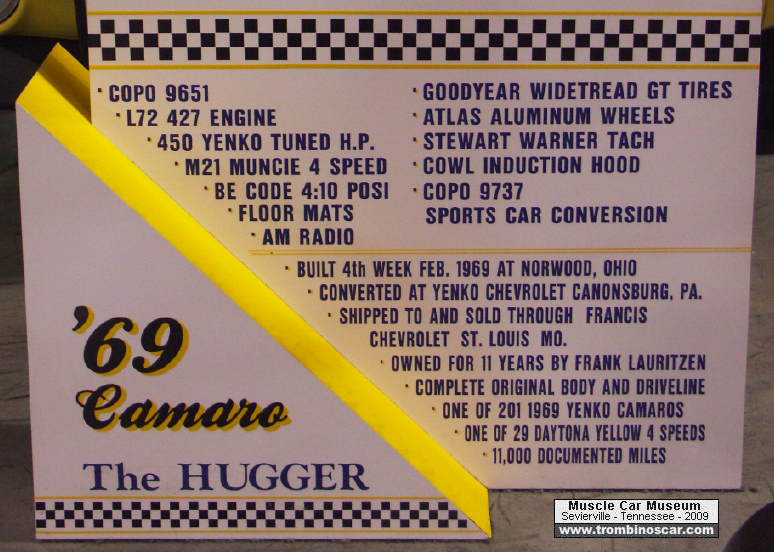 · COPO 9651
· L72 427 ENGINE
· 450 YENKO TUNED H.P.
· M21 MUNCIE 4 SPEED
· BE CODE 4:10 POSI
· FLOOR MATS
· AM RADIO
· GOODYEAR WIDETREAD GT TIRES
· ATLAS ALUMINUM WHEELS
· STEWART WARNER TACH
· COWL INDUCTION HOOD
· COPO 9737
SPORTS CAR CONVERSION
· BUILT 4th WEEK FEB. 1969 AT NORWOOD, OHIO
· CONVERTED AT YENKO CHEVROLET CANONSBURG, PA.
· SHIPPED TO AND SOLD THROUGH FRANCIS
CHEVROLET ST. LOUIS MO.
· OWNED FOR 11 YEARS BY FRANK LAURITZEN
· COMPLETE ORIGINAL BODY AND DRIVELINE
· ONE OF 201 1969 YENKO CAMAROS
· ONE OF 29 DAYTONA YELLOW 4 SPEEDS
· 11,000 DOCUMENTED MILES
'69
Camaro
The HUGGER
Muscle Car Museum
Sevierville - Tennessee - 2009
www.trombinoscar.com